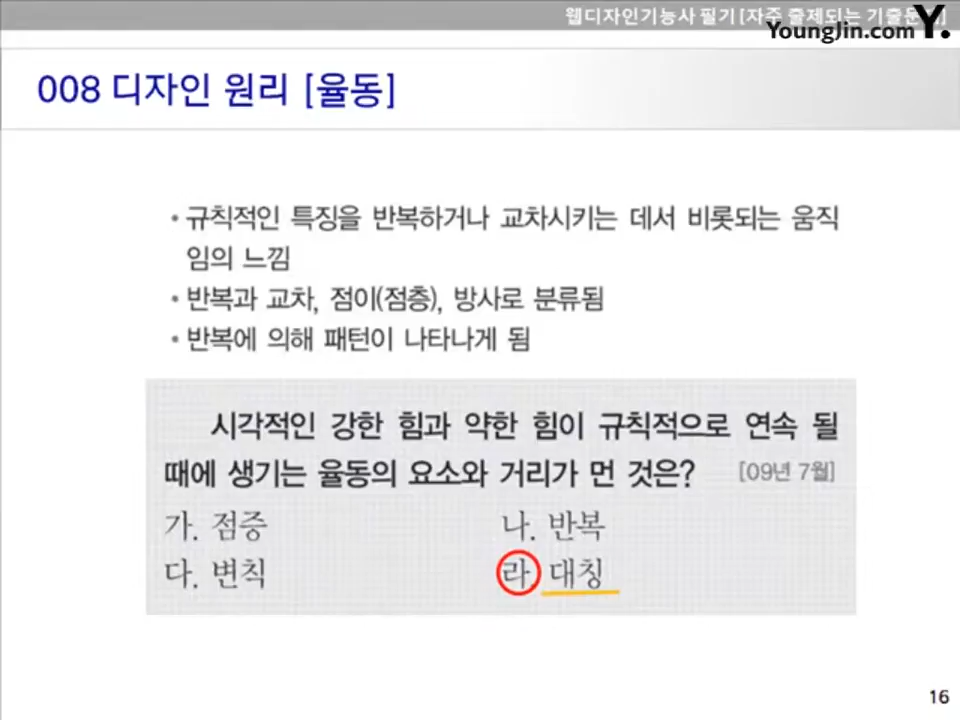 웹디자인기능사 필기[자주 출제되는 기출문제]
YoungJin.com Y.
008 디자인 원리 [율동]
• 규칙적인 특징을 반복하거나 교차시키는 데서 비롯되는 움직
임의 느낌
• 반복과 교차, 점이(점층), 방사로 분류됨
• 반복에 의해 패턴이 나타나게 됨
시각적인 강한 힘과 약한 힘이 규칙적으로 연속 될
때에 생기는 율동의 요소와 거리가 먼 것은? [09년 7월]
가. 점증 나. 반복
다. 변칙 라. 대칭
16